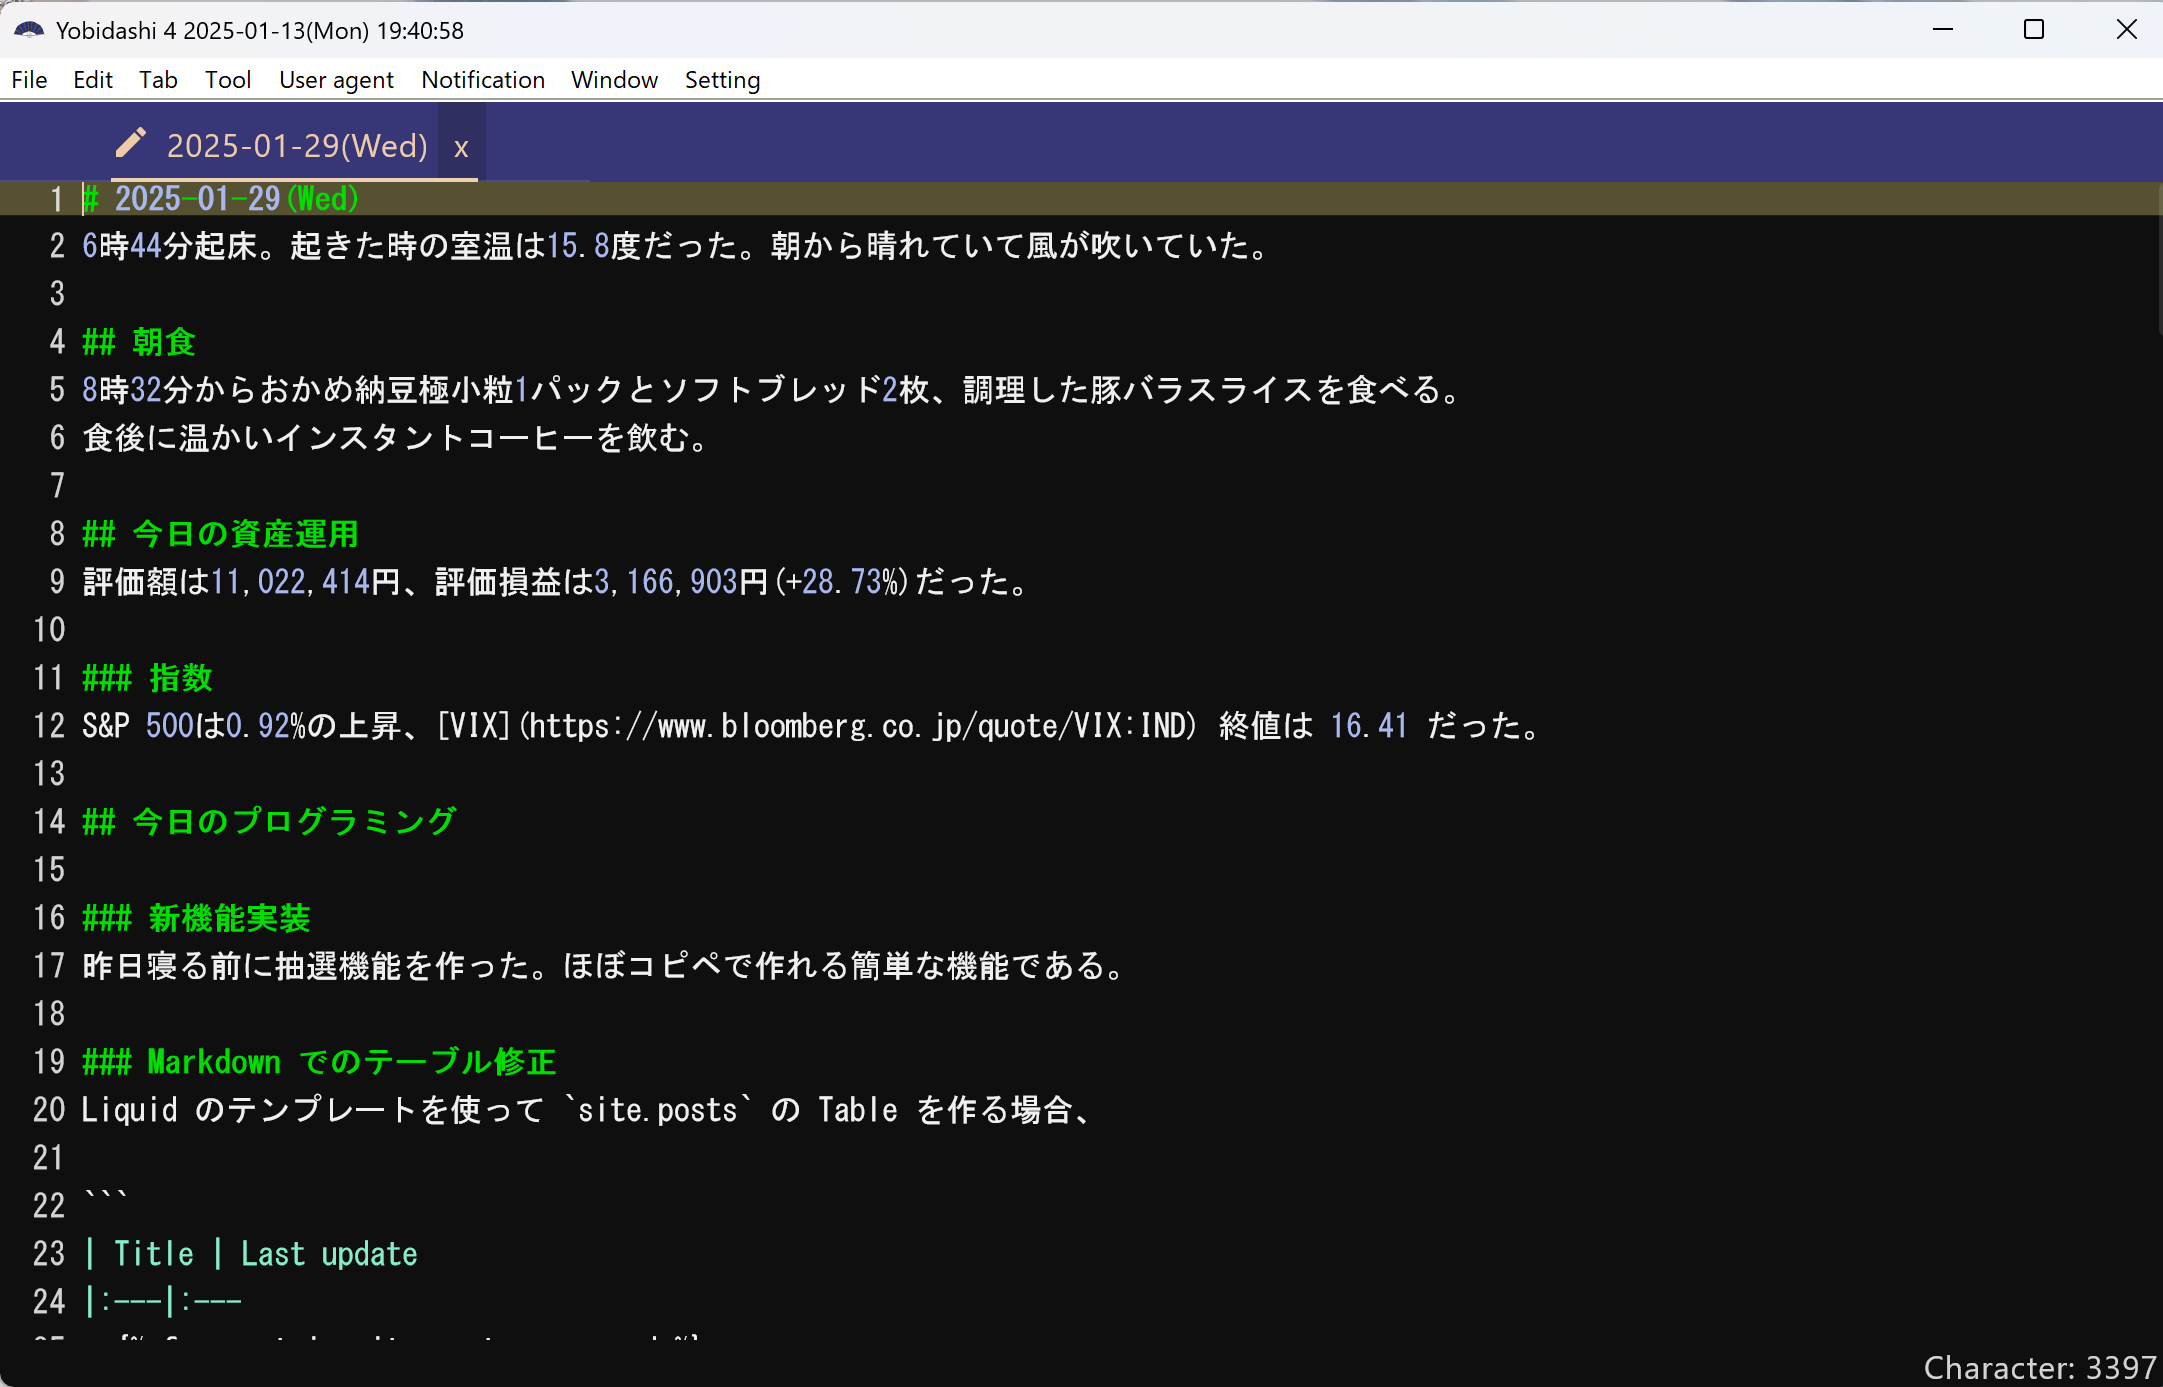 Yobidashi 4 2025-01-13(Mon) 19:40:58
File Edit Tab Tool User agent Notification Window Setting
2025-01-29(Wed) x
1 # 2025-01-29(Wed)
2 6時44分起床。起きた時の室温は15.8度だった。朝から晴れていて風が吹いていた。
3
4 ## 朝食
5 8時32分からおかめ納豆極小粒1パックとソフトブレッド2枚、調理した豚バラスライスを食べる。
6 食後に温かいインスタントコーヒーを飲む。
7
8 ## 今日の資産運用
9 評価額は11,022,414円、評価損益は3,166,903円(+28.73%)だった。
10
11 ### 指数
12 S&P 500は0.92%の上昇、[VIX](https://www.bloomberg.co.jp/quote/VIX:IND) 終値は 16.41 だった。
13
14 ## 今日のプログラミング
15
16 ### 新機能実装
17 昨日寝る前に抽選機能を作った。ほぼコピペで作れる簡単な機能である。
18
19 ### Markdown でのテーブル修正
20 Liquid のテンプレートを使って `site.posts` の Table を作る場合、
21
22 ```
23 | Title | Last update
24 |:---|:---
Character: 3397